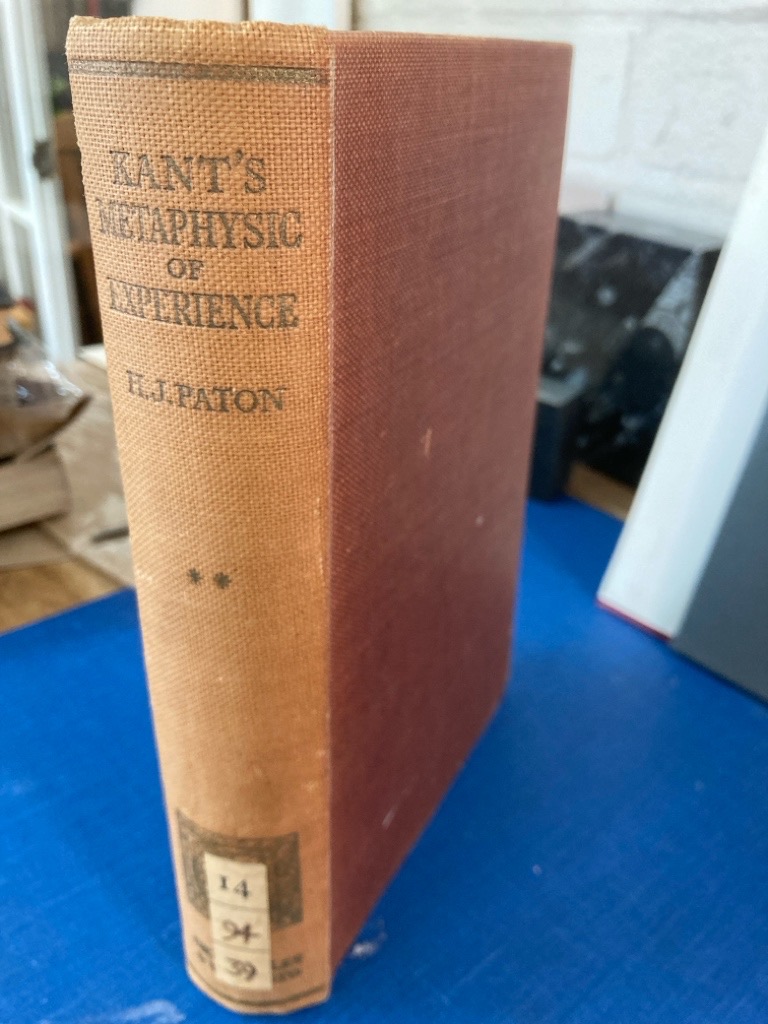 KANT'S
METAPHYSIC
OF
EXPERIENCE
H.J.PATON
* *
14
94
39